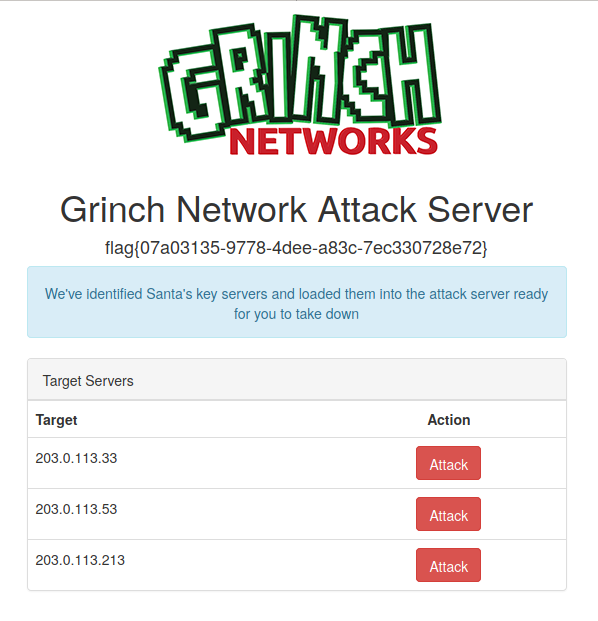 GRINCH
NETWORKS
Grinch Network Attack Server
flag{07a03135-9778-4dee-a83c-7ec330728e72}
We've identified Santa's key servers and loaded them into the attack server ready
for you to take down
Target Servers
Target Action
203.0.113.33 Attack
203.0.113.53 Attack
203.0.113.213 Attack